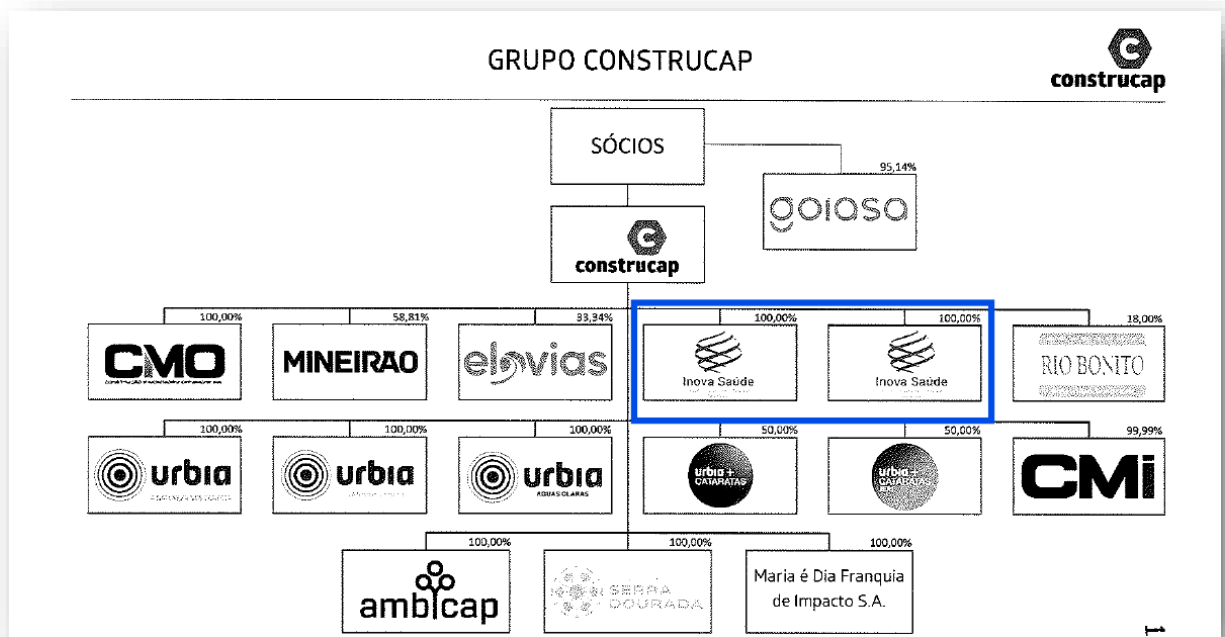 GRUPO CONSTRUCAP
construcap
SÓCIOS
95,14%
goiasa
construcap
100,00%
58,81%
33,34%
100,00%
100,00%
18,00%
CMO
MINEIRAO
elovias
Inova Saúde
Inova Saúde
RIO BONITO
100,00%
100,00%
100,00%
50,00%
50,00%
99,99%
urbia
urbia
urbia
AGUAS CLARAS
urbia +
CATARATAS
urbia +
CATARATAS
CMi
100,00%
100,00%
100,00%
ambicap
SERRA
DOURADA
Maria é Dia Franquia
de Impacto S.A.